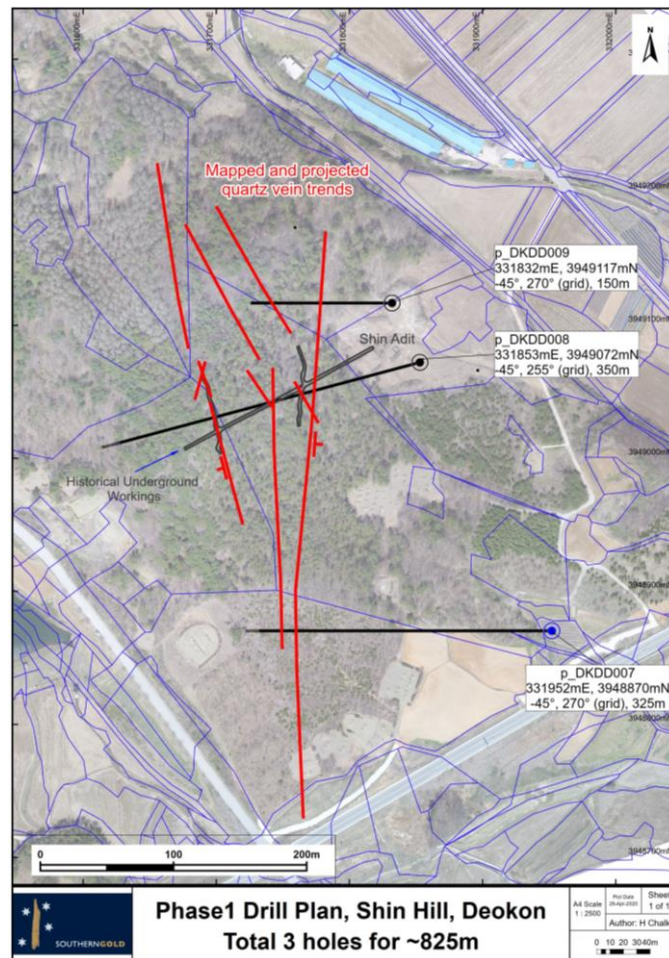 331600mE
331700mE
331800mE
331900mE
332000mE
N
3949200mN
Mapped and projected
quartz vein trends
p_DKDD009
331832mE, 3949117mN
-45°, 270° (grid), 150m
3949100mN
Shin Adit
p_DKDD008
331853mE, 3949072mN
-45°, 255° (grid), 350m
3949000mN
Historical Underground
Workings
3948900mN
p_DKDD007
331952mE, 3948870mN
-45°, 270° (grid), 325m
3948800mN
3948700mN
0 100 200m
SOUTHERNGOLD
Phase1 Drill Plan, Shin Hill, Deokon
Total 3 holes for ~825m
A4 Scale
1 : 2500
Plot Date
Sheet
1 of 1
Author: H Chalk
0 10 20 3040m